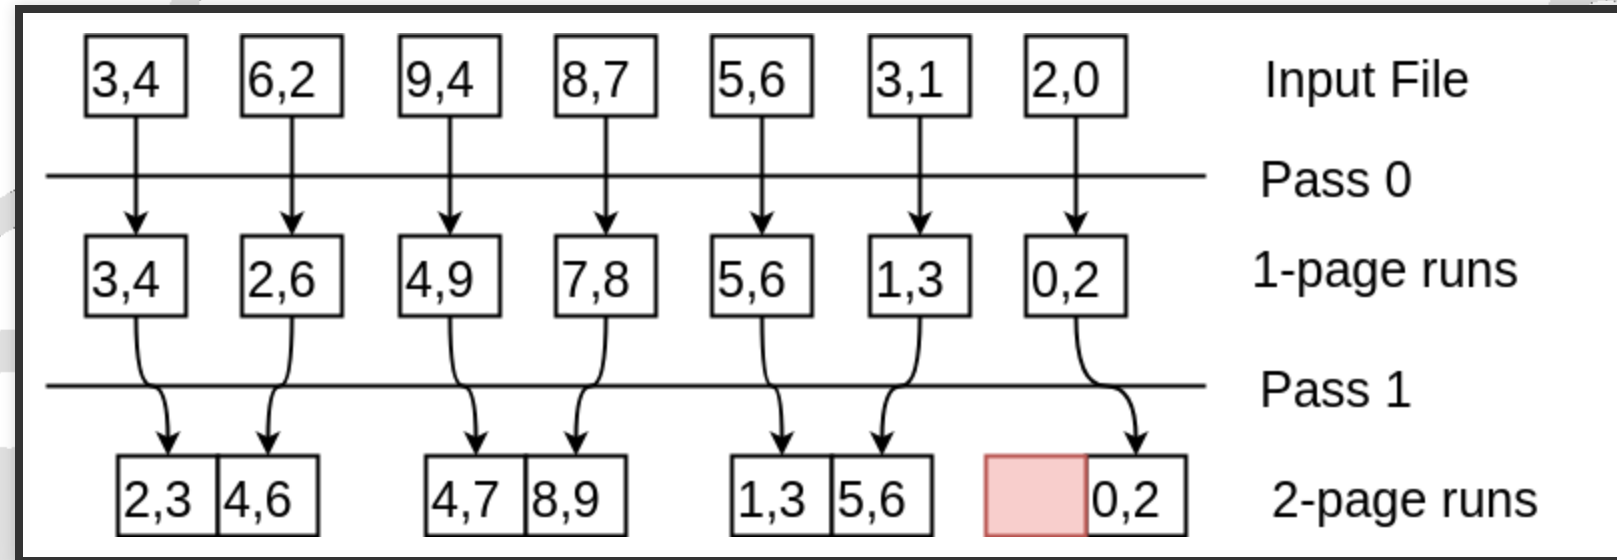 3,4 6,2 9,4 8,7 5,6 3,1 2,0 Input File
Pass 0
3,4 2,6 4,9 7,8 5,6 1,3 0,2 1-page runs
Pass 1
2,3 4,6 4,7 8,9 1,3 5,6 0,2 2-page runs